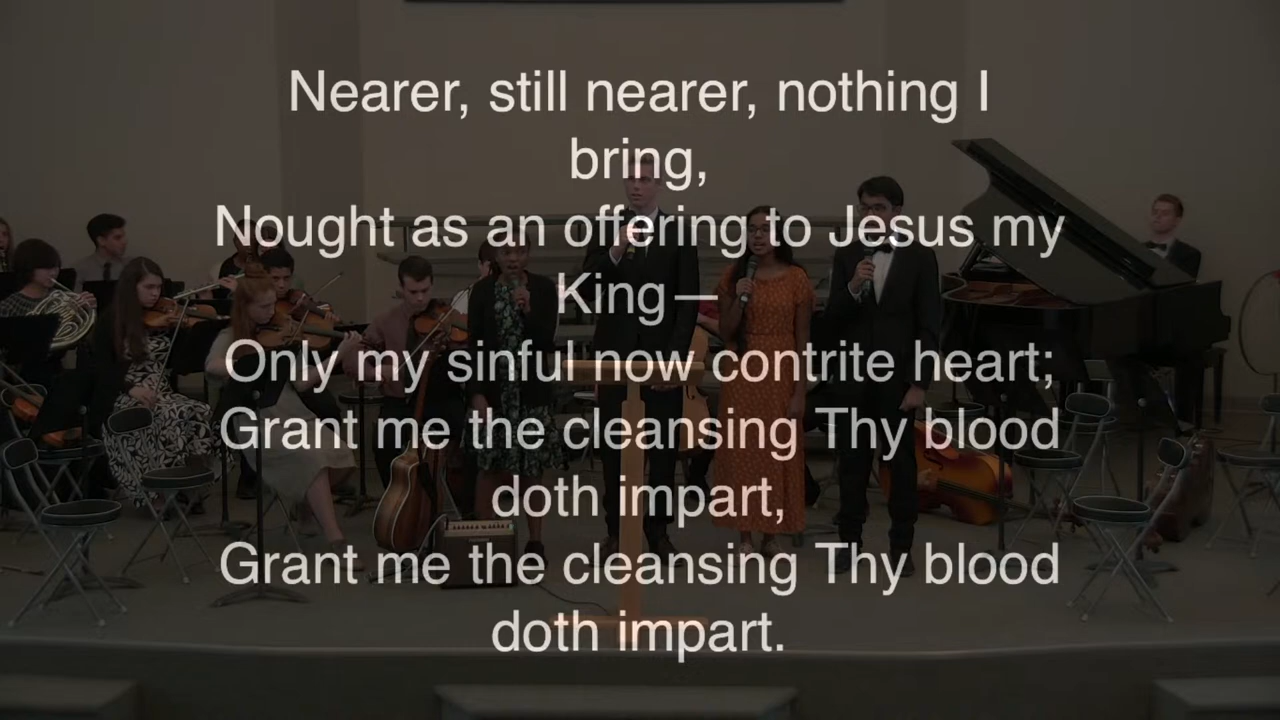 Nearer, still nearer, nothing I
bring,
Nought as an offering to Jesus my
King—
Only my sinful now contrite heart;
Grant me the cleansing Thy blood
doth impart,
Grant me the cleansing Thy blood
doth impart.